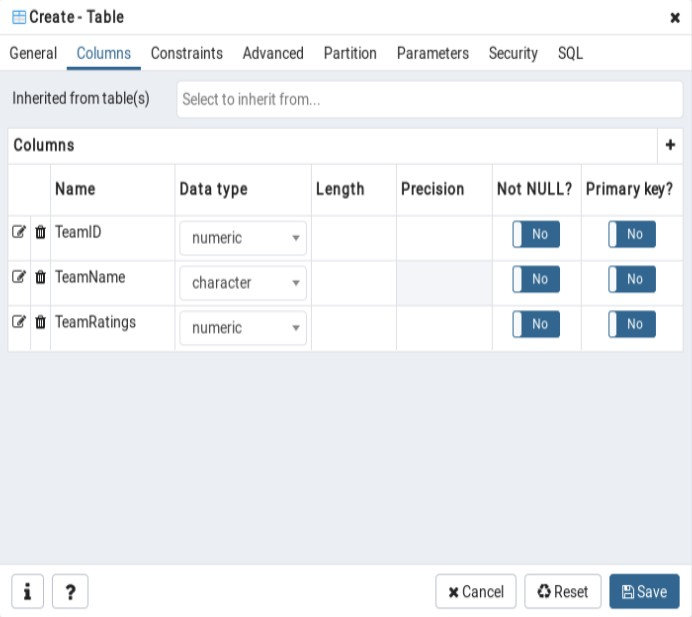 Create - Table
General Columns Constraints Advanced Partition Parameters Security SQL
Inherited from table(s) Select to inherit from...
Columns
Name Data type Length Precision Not NULL? Primary key?
TeamID numeric No No
TeamName character No No
TeamRatings numeric No No
i ? Cancel Reset Save